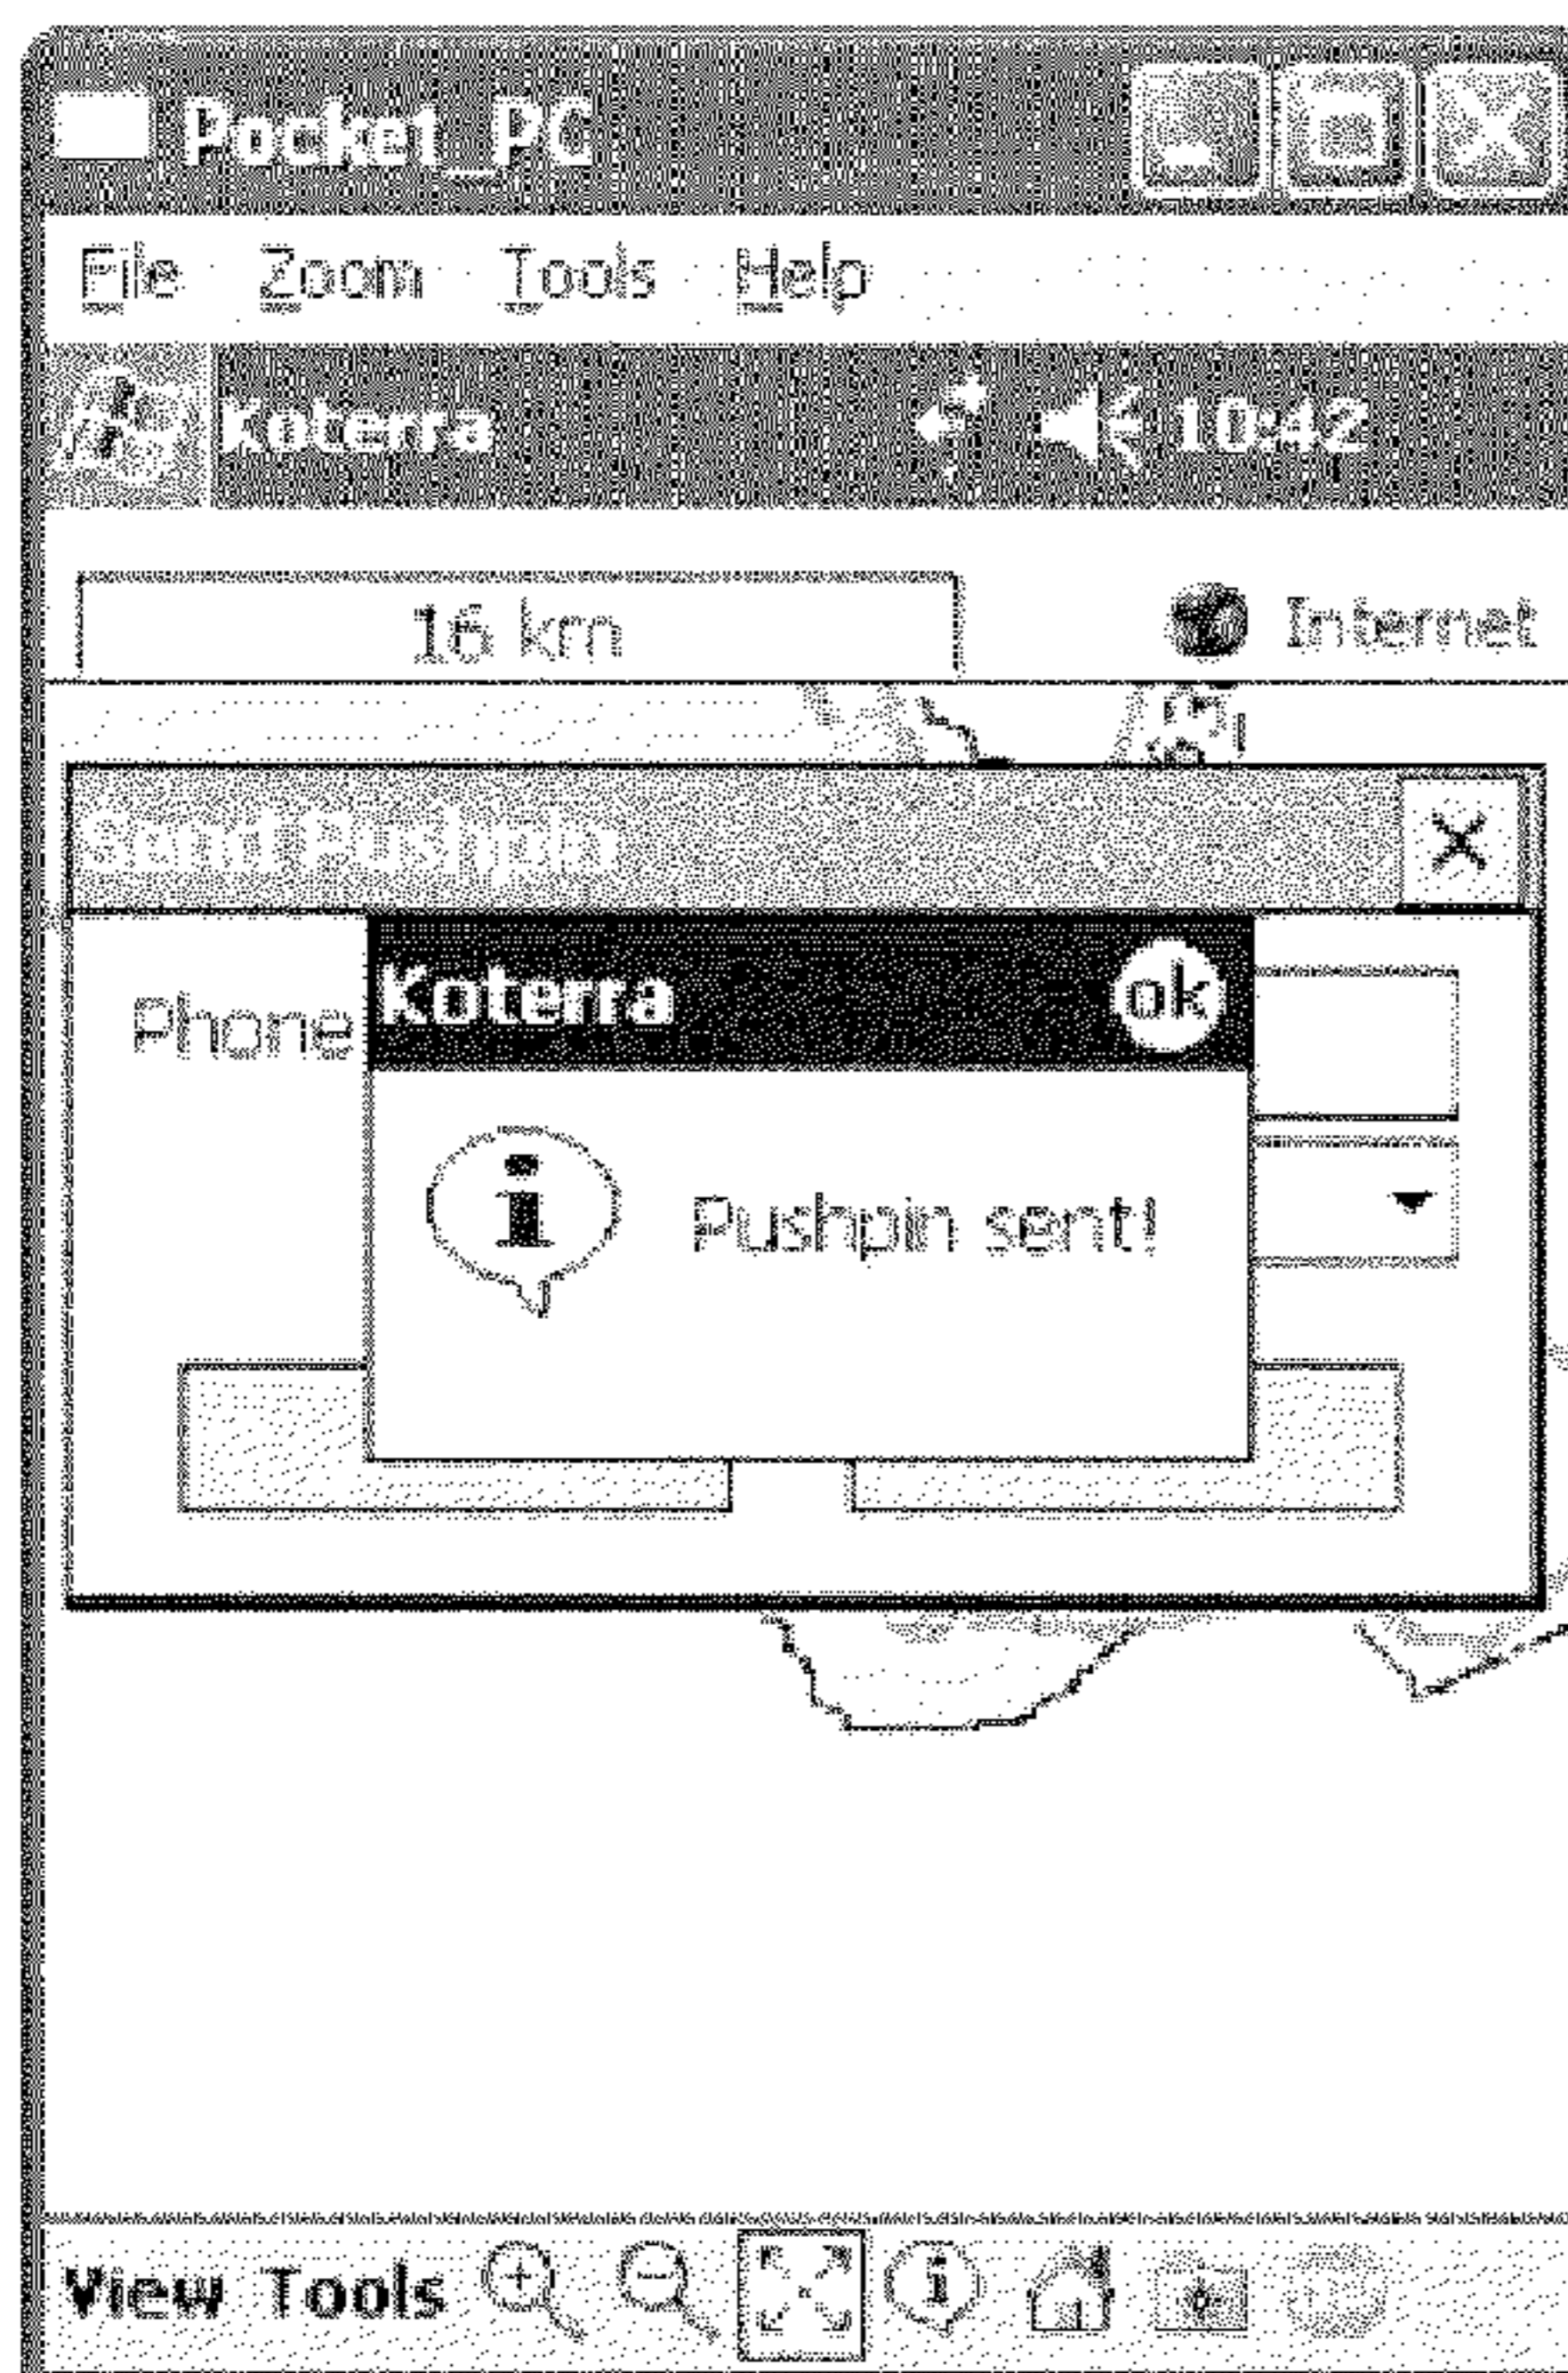 Pocket_PC
File Zoom Tools Help
Koterra 10:42
16 km Internet
Send Pushpin
Phone
Koterra ok
Pushpin sent!
View Tools